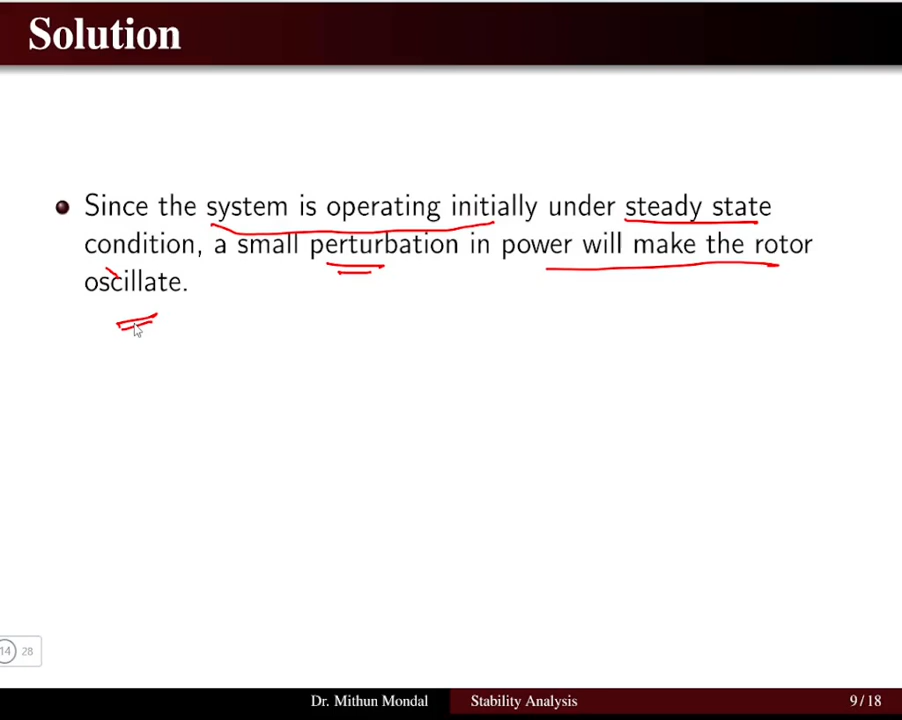 Solution
Since the system is operating initially under steady state
condition, a small perturbation in power will make the rotor
oscillate.
14 28
Dr. Mithun Mondal Stability Analysis 9 / 18